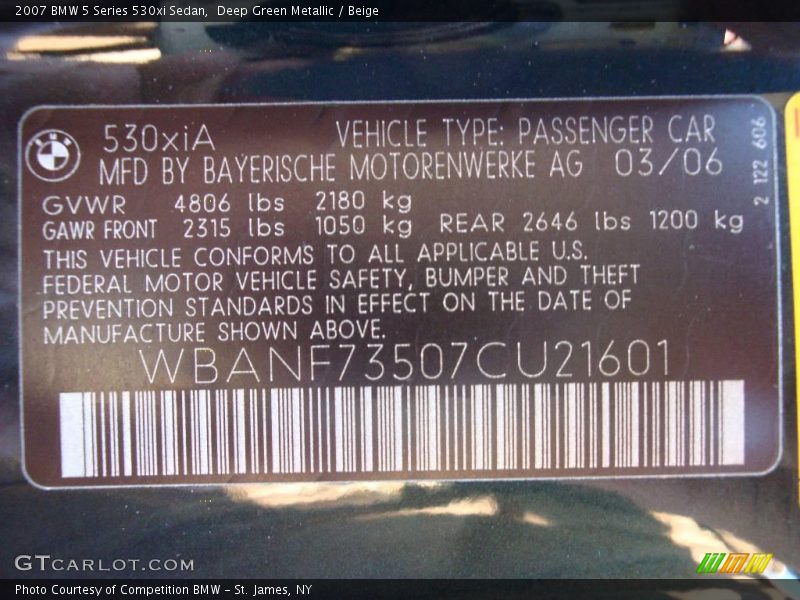 2007 BMW 5 Series 530xi Sedan,  Deep Green Metallic / Beige
BMW
530xiA VEHICLE TYPE: PASSENGER CAR
MFD BY BAYERISCHE MOTORENWERKE AG 03/06
2 122 606
GVWR 4806 lbs 2180 kg
GAWR FRONT 2315 lbs 1050 kg REAR 2646 lbs 1200 kg
THIS VEHICLE CONFORMS TO ALL APPLICABLE U.S.
FEDERAL MOTOR VEHICLE SAFETY, BUMPER AND THEFT
PREVENTION STANDARDS IN EFFECT ON THE DATE OF
MANUFACTURE SHOWN ABOVE.
WBANF73507CU21601
GTCARLOT.COM
Photo Courtesy of Competition BMW – St. James, NY